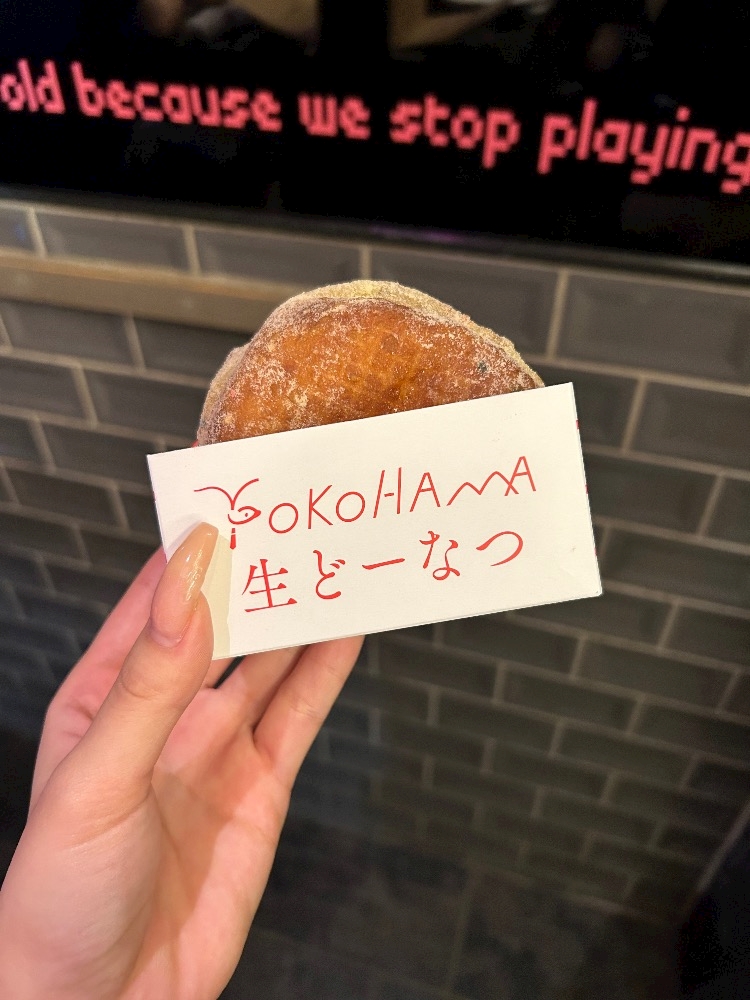 old because we stop playing
YOKOHAMA
生どーなつ